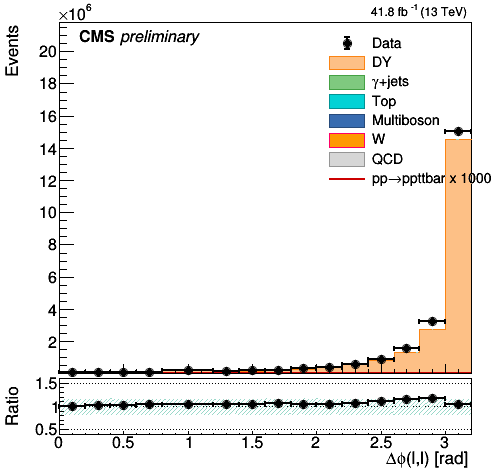 ×10⁶
41.8 fb⁻¹ (13 TeV)
CMS preliminary
Events
Data
DY
γ+jets
Top
Multiboson
W
QCD
pp→ppttbar x 1000
20
18
16
14
12
10
8
6
4
2
Ratio
1.5
1
0.5
0 0.5 1 1.5 2 2.5 3
Δϕ(l,l) [rad]